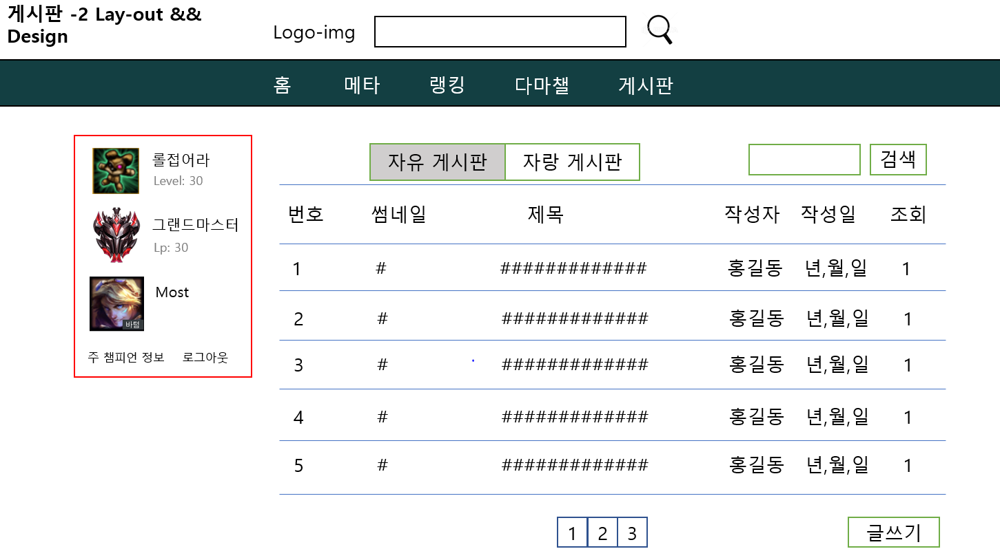 게시판 -2 Lay-out &&
Design
Logo-img
홈 메타 랭킹 다마챌 게시판
롤접어라
Level: 30
그랜드마스터
Lp: 30
Most
바텀
주 챔피언 정보 로그아웃
자유 게시판 자랑 게시판 검색
번호 썸네일 제목 작성자 작성일 조회
1 # ############# 홍길동 년,월,일 1
2 # ############# 홍길동 년,월,일 1
3 # ############# 홍길동 년,월,일 1
4 # ############# 홍길동 년,월,일 1
5 # ############# 홍길동 년,월,일 1
1 2 3 글쓰기